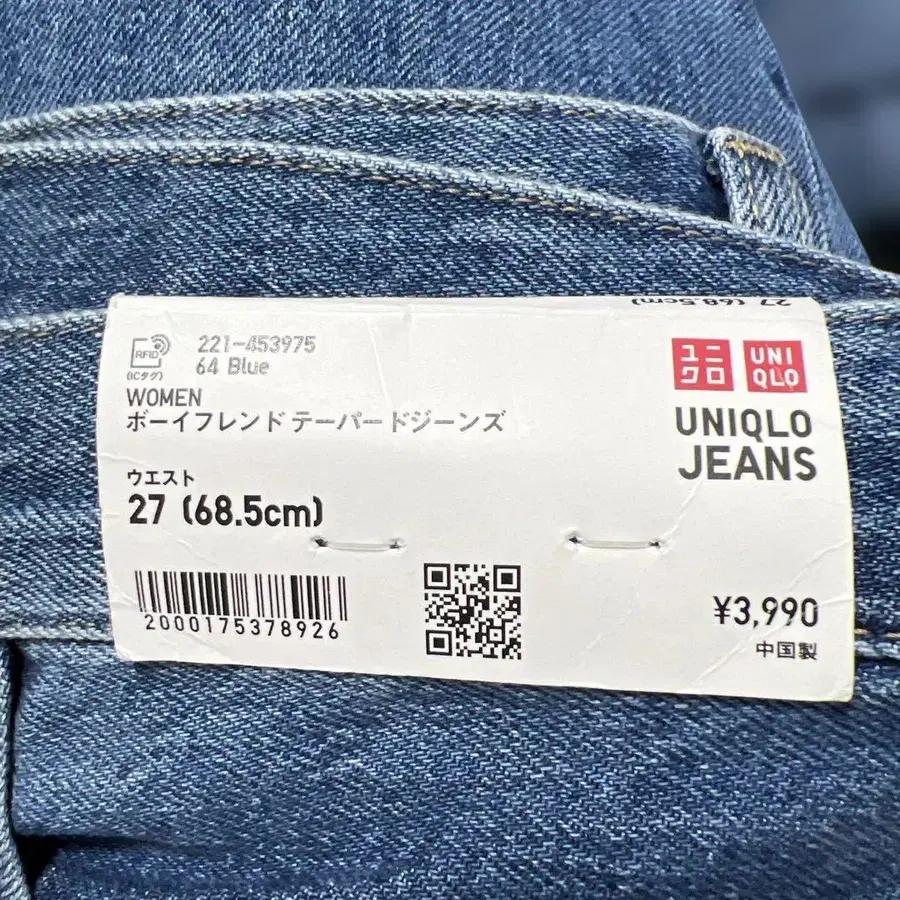 27 (68.5cm)
RFID
(ICタグ)
221-453975
64 Blue
WOMEN
ボーイフレンド テーパードジーンズ
ウエスト
27 (68.5cm)
2000175378926
ユニ
クロ
UNI
QLO
UNIQLO
JEANS
¥3,990
中国製